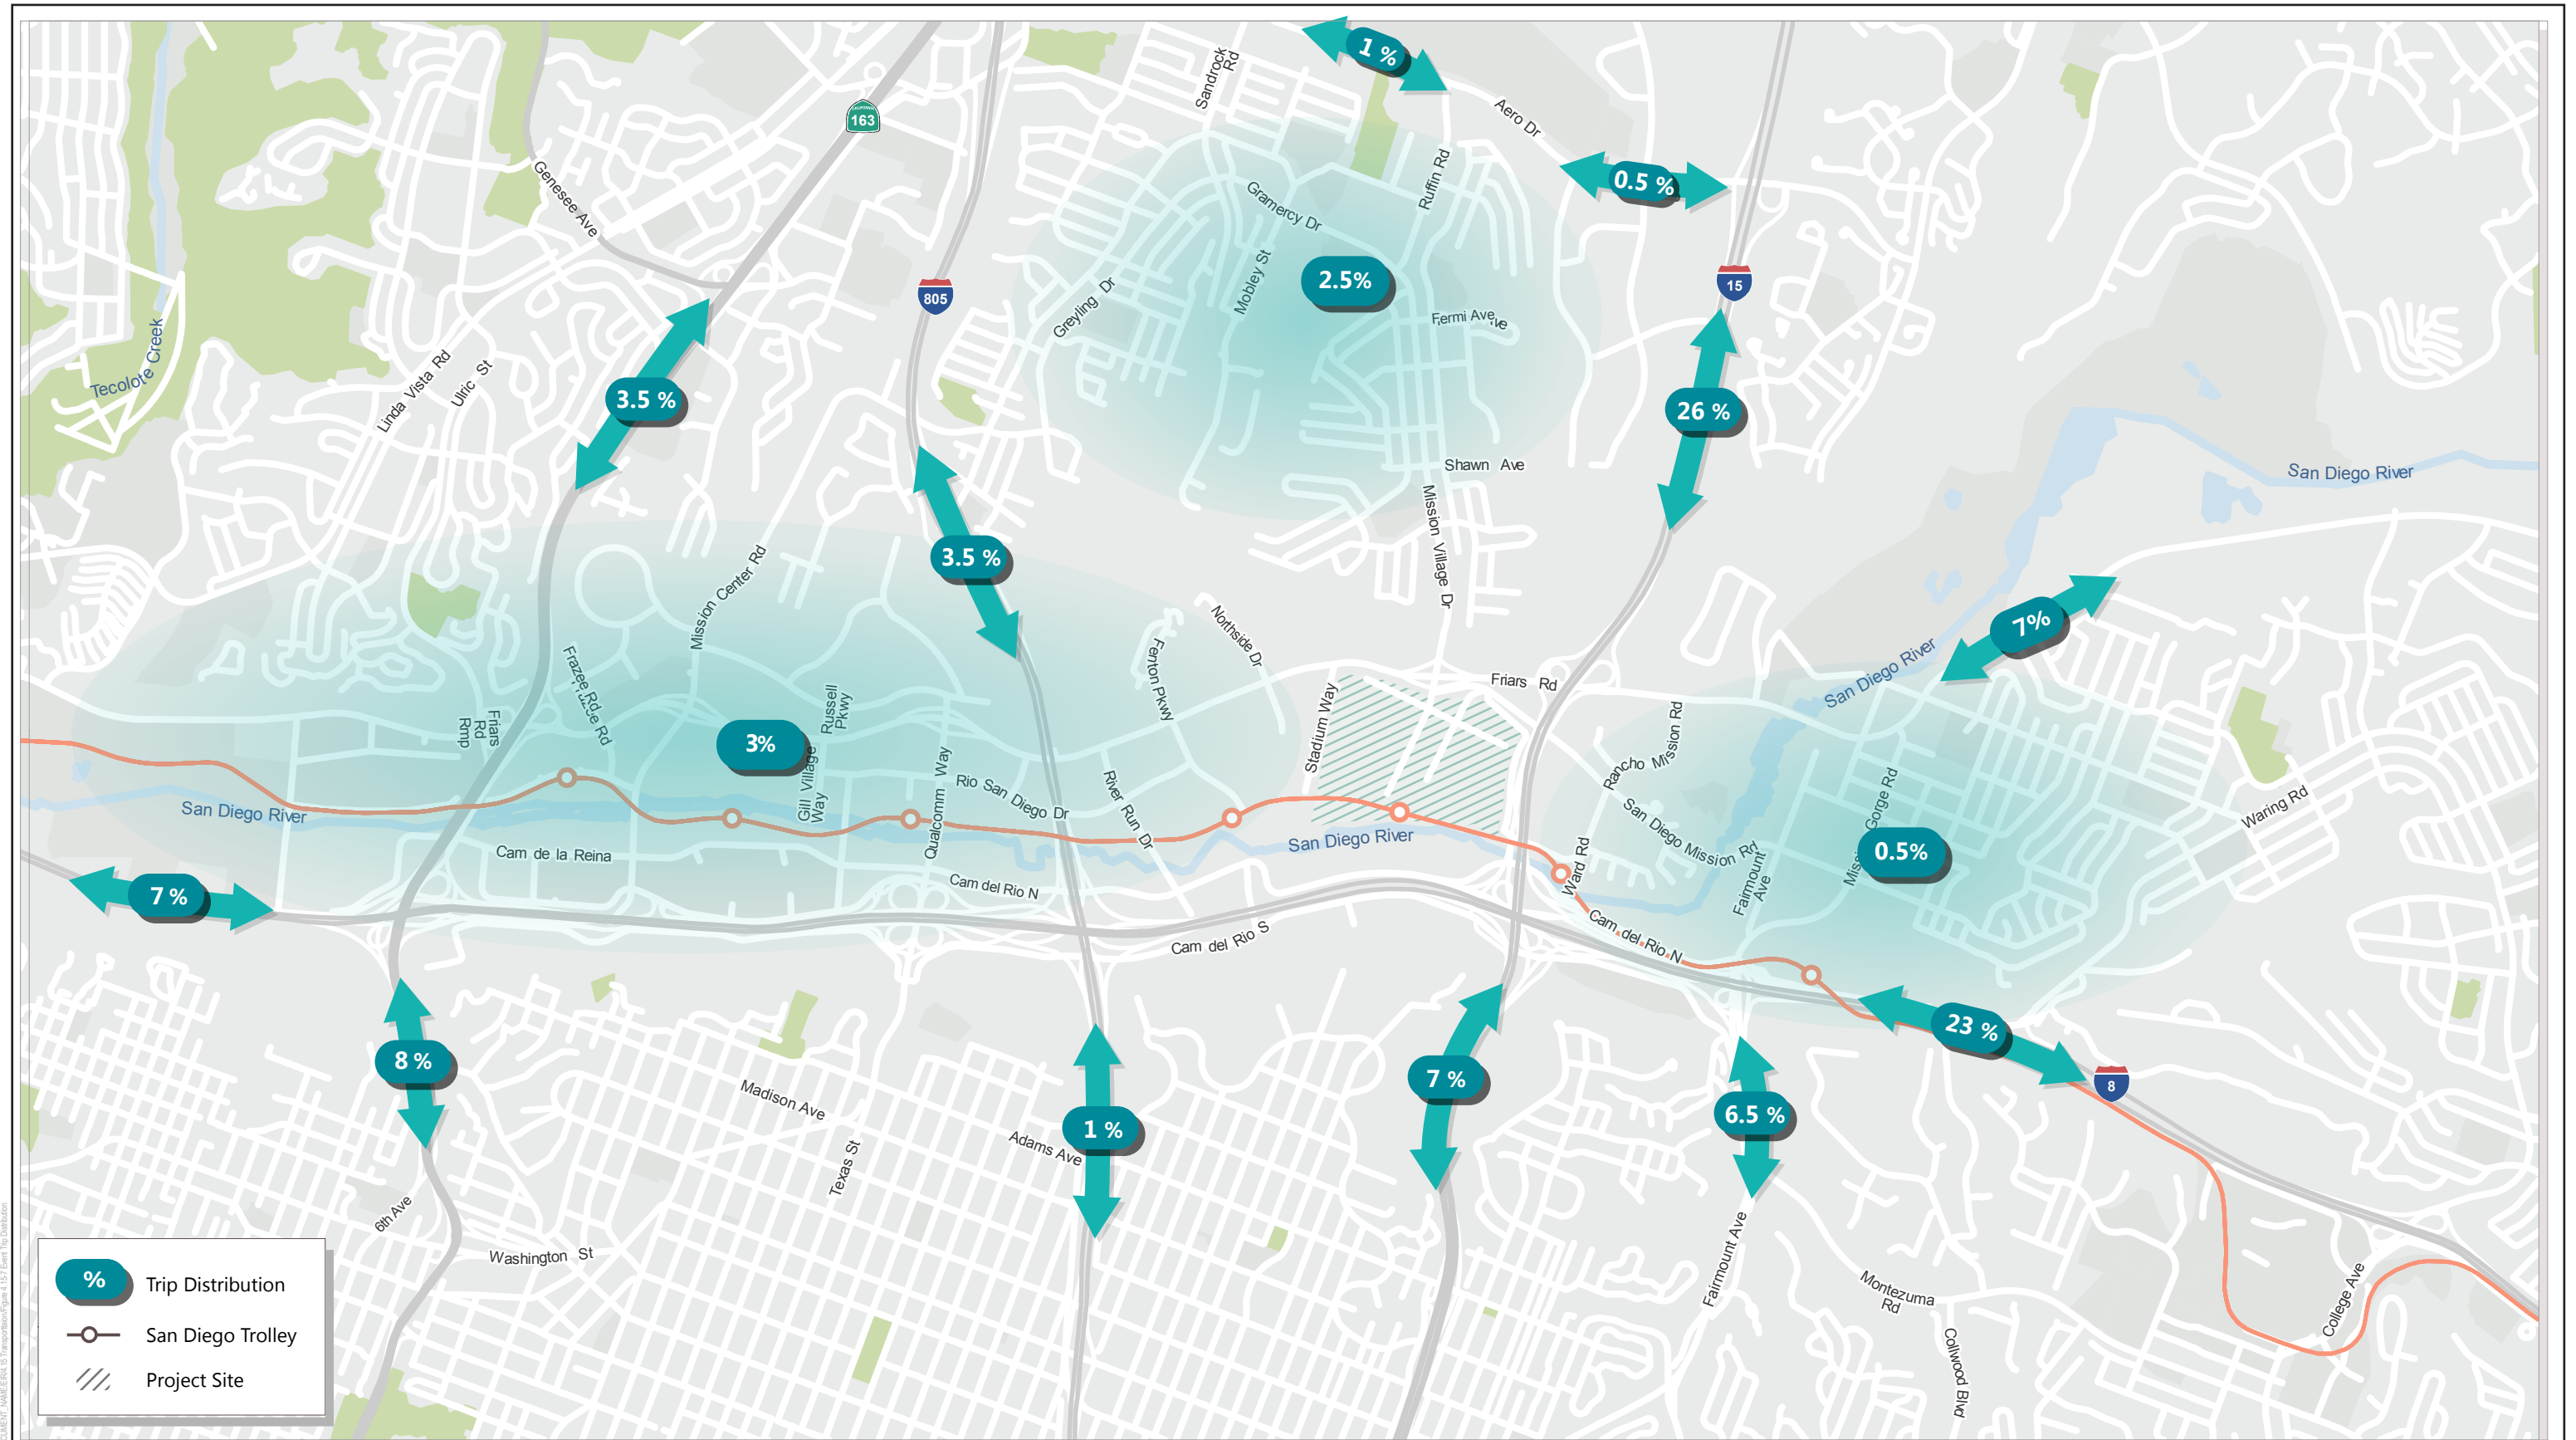 1 %
Sandrock
Rd
Aero Dr
CALIFORNIA
163
Genesee Ave
0.5 %
Ruffin Rd
Gramercy Dr
Mobley St
2.5%
805
15
Greyling Dr
Fermi Ave
Ave
Tecolote Creek
Linda Vista Rd
Ulric St
3.5 %
26 %
Shawn Ave
San Diego River
Mission Village Dr
3.5 %
Mission Center Rd
7%
Northside Dr
Fenton Pkwy
San Diego River
Frazee Rd
Frazee Rd
Friars Rd
Friars
Rd
Rmp
Russell
Pkwy
Stadium Way
Rancho Mission Rd
3%
Gill Village
Way
Qualcomm Way
Rio San Diego Dr
River Run Dr
San Diego River
San Diego River
San Diego Mission Rd
Gorge Rd
Waring Rd
0.5%
Cam de la Reina
Cam del Rio N
Ward Rd
Fairmount
Ave
7 %
Cam del Rio S
Cam del Rio N
23 %
8
8 %
7 %
6.5 %
1 %
Madison Ave
Adams Ave
Texas St
6th Ave
Washington St
Fairmount Ave
Montezuma
Rd
Collwood Blvd
College Ave
% Trip Distribution
San Diego Trolley
Project Site